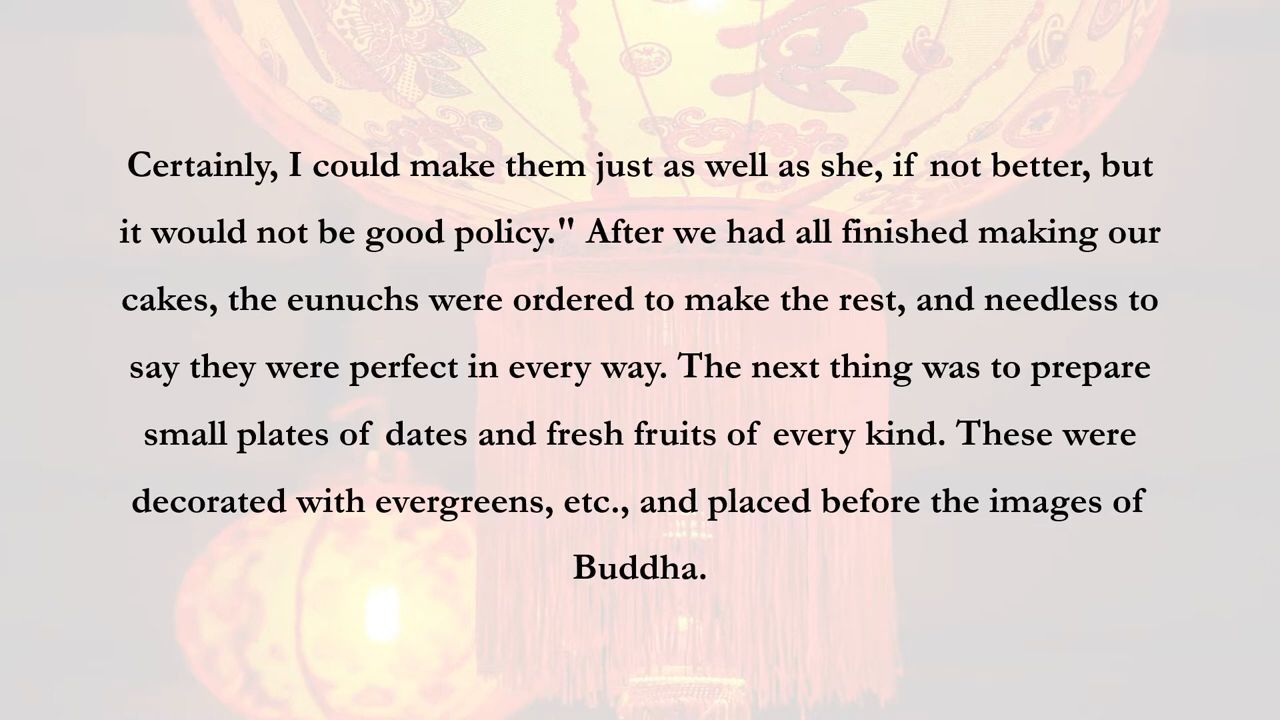 Certainly, I could make them just as well as she, if not better, but
it would not be good policy." After we had all finished making our
cakes, the eunuchs were ordered to make the rest, and needless to
say they were perfect in every way. The next thing was to prepare
small plates of dates and fresh fruits of every kind. These were
decorated with evergreens, etc., and placed before the images of
Buddha.